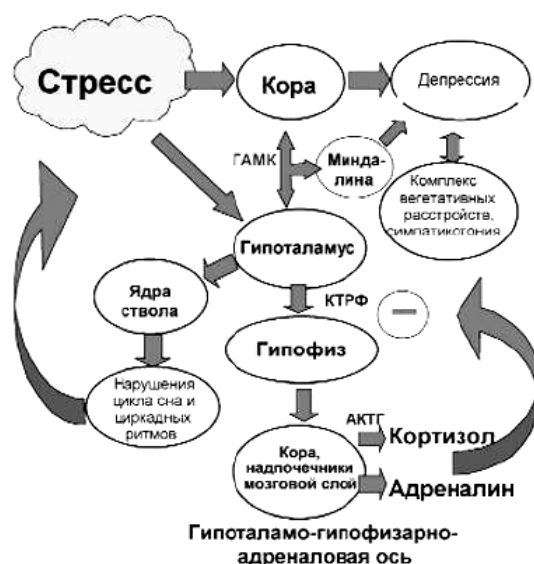 Стресс
Кора
Депрессия
ГАМК
Минда-
лина
Комплекс
вегетативных
расстройств,
симпатикотония
Гипоталамус
Ядра
ствола
КТРФ
—
Гипофиз
Нарушения
цикла сна и
циркадных
ритмов
Кора,
надпочечники
мозговой слой
АКТГ
Кортизол
Адреналин
Гипоталамо-гипофизарно-
адреналовая ось